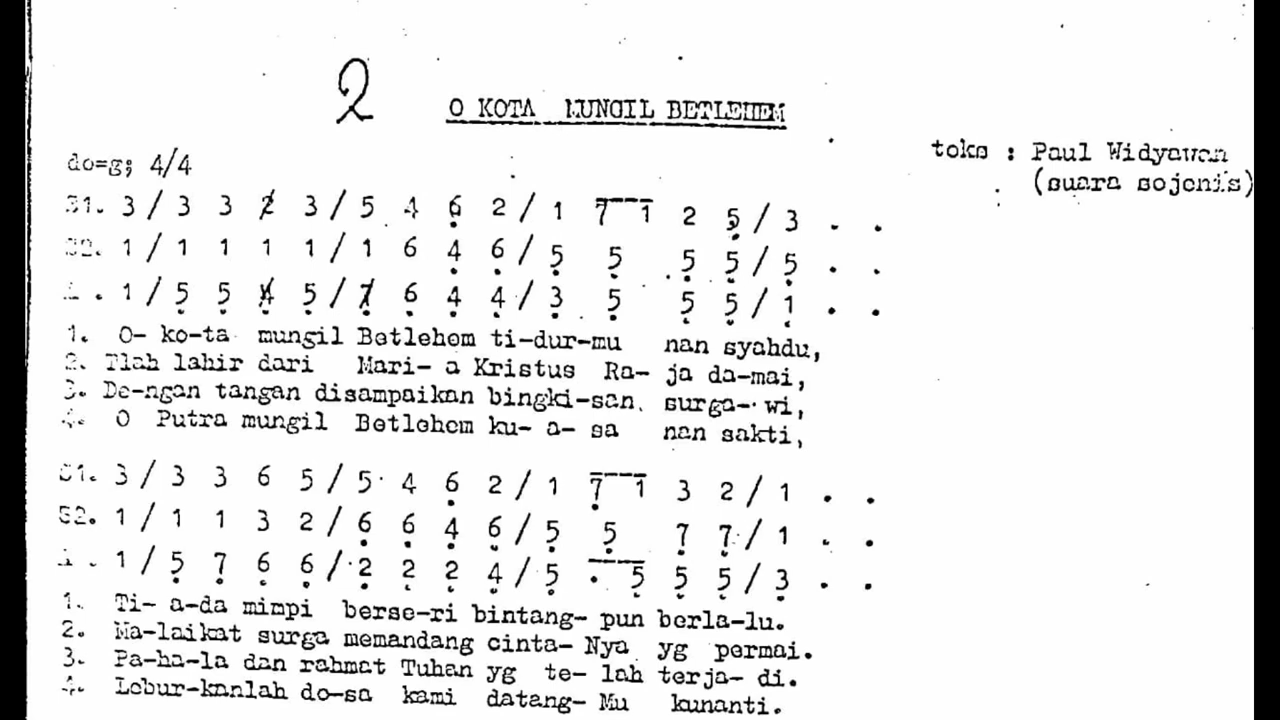 2
O KOTA MUNGIL BETLEHEM
do=g; 4/4
teks : Paul Widyawan
(suara sejenis)
S1. 3 / 3 3 2̸ 3 / 5 4 6̣ 2 / 1 7 1 2 5̣ / 3 . .
S2. 1 / 1 1 1 1 / 1 6 4̣ 6̣ / 5̣ 5̣ 5̣ 5̣ / 5̣ . .
A. 1 / 5̣ 5̣ 4̸̣ 5̣ / 7̸̣ 6̣ 4̣ 4̣ / 3̣ 5̣ 5̣ 5̣ / 1̣ . .
1. O- ko-ta mungil Betlehem ti-dur-mu nan syahdu,
2. Tlah lahir dari Mari- a Kristus Ra- ja da-mai,
3. De-ngan tangan disampaikan bingki-san surga- wi,
4. O Putra mungil Betlehem ku- a- sa nan sakti,
S1. 3 / 3 3 6 5 / 5 4 6̣ 2 / 1 7̣ 1 3 2 / 1 . .
S2. 1 / 1 1 3 2 / 6̣ 6̣ 4̣ 6̣ / 5̣ 5̣ 7̣ 7̣ / 1 . .
A. 1 / 5̣ 7̣ 6̣ 6̣ / 2̣ 2̣ 2̣ 4̣ / 5̣ . 5̣ 5̣ 5̣ / 3̣ . .
1. Ti- a-da mimpi berse-ri bintang- pun berla-lu.
2. Ma-laikat surga memandang cinta- Nya yg permai.
3. Pa-ha-la dan rahmat Tuhan yg te- lah terja- di.
4. Lebur-kanlah do-sa kami datang- Mu kunanti.